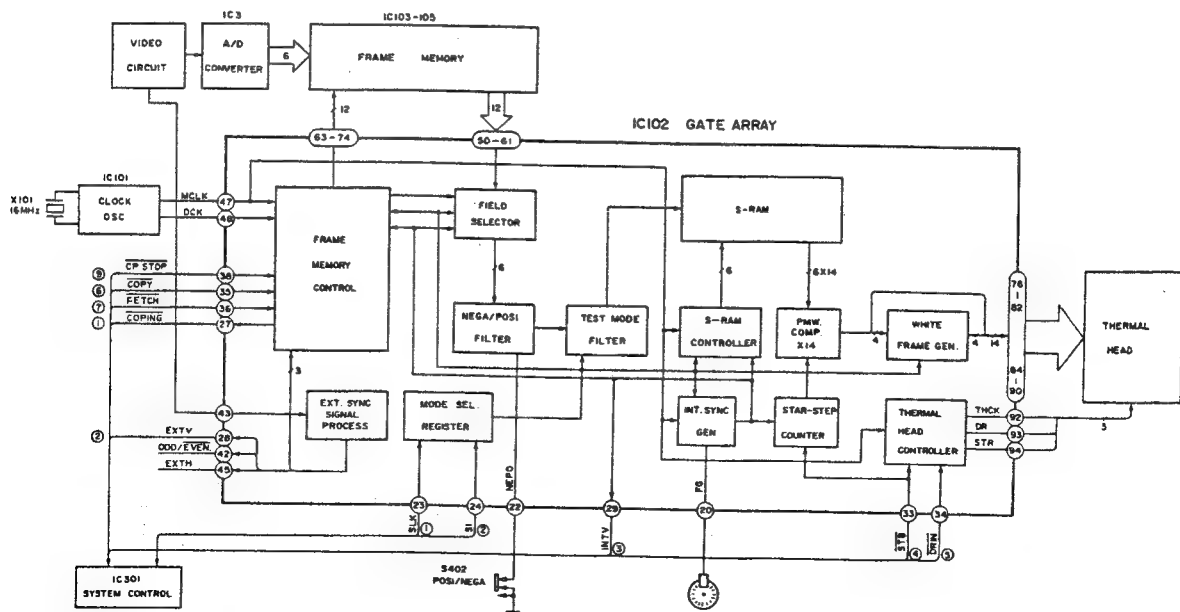 IC3
IC103-105
VIDEO
CIRCUIT
A/D
CONVERTER
6
FRAME MEMORY
12
12
IC102 GATE ARRAY
63-74
50-61
IC101
X101
16MHz
CLOCK
OSC
MCLK
47
DCK
48
FRAME
MEMORY
CONTROL
FIELD
SELECTOR
S-RAM
⑨
CP STOP
38
⑥
COPY
35
⑦
FETCH
36
①
COPING
27
6
6
6X14
NEGA/POSI
FILTER
TEST MODE
FILTER
S-RAM
CONTROLLER
PMW.
COMP.
X14
4
WHITE
FRAME GEN.
4
14
76
|
82
84
|
90
THERMAL
HEAD
3
43
EXT. SYNC
SIGNAL
PROCESS
MODE SEL.
REGISTER
INT.SYNC
GEN
STAR-STEP
COUNTER
THERMAL
HEAD
CONTROLLER
THCK
92
DR
93
STR
94
3
②
EXTV
28
ODD/EVEN.
42
EXTH
45
NEPO
FG
23
24
22
29
20
33
34
SLK
①
SI
②
INTV
③
STB
④
DRIN
⑤
IC301
SYSTEM CONTROL
S402
POSI/NEGA